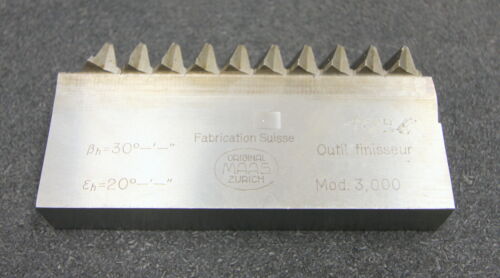 Fabrication Suisse
βh=30°–'–"
ORIGINAL
MAAG
ZURICH
Outil finisseur
εh=20°–'–"
Mod. 3,000